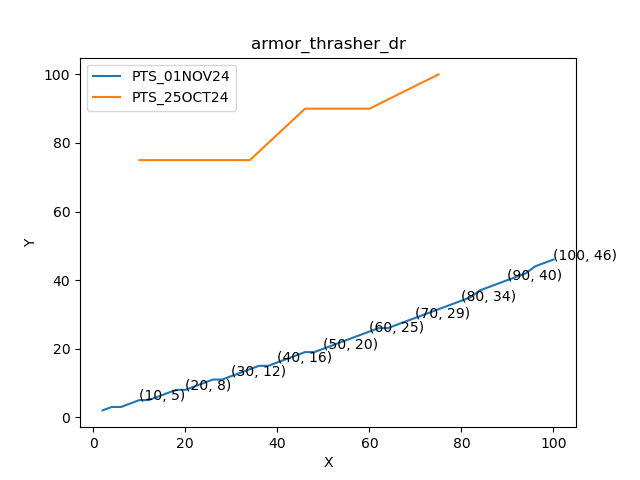 armor_thrasher_dr
PTS_01NOV24
PTS_25OCT24
100
80
60
40
20
0
Y
(10, 5)
(20, 8)
(30, 12)
(40, 16)
(50, 20)
(60, 25)
(70, 29)
(80, 34)
(90, 40)
(100, 46)
0 20 40 60 80 100
X